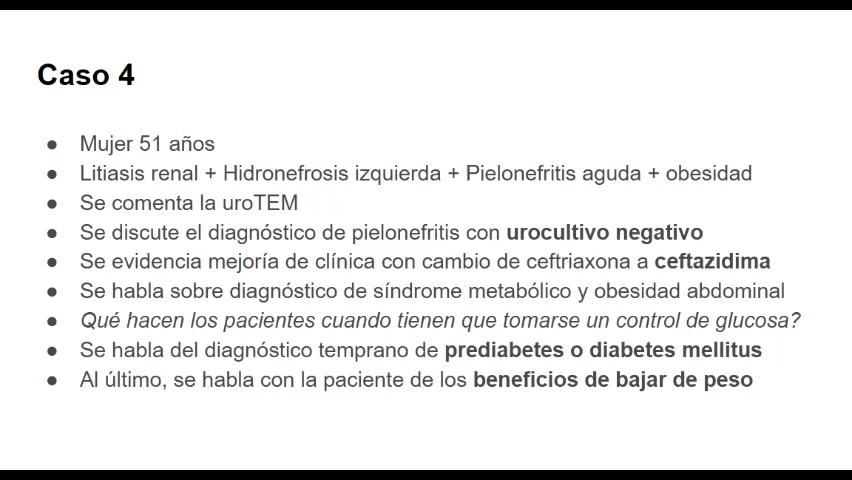 Caso 4
● Mujer 51 años
● Litiasis renal + Hidronefrosis izquierda + Pielonefritis aguda + obesidad
● Se comenta la uroTEM
● Se discute el diagnóstico de pielonefritis con urocultivo negativo
● Se evidencia mejoría de clínica con cambio de ceftriaxona a ceftazidima
● Se habla sobre diagnóstico de síndrome metabólico y obesidad abdominal
● Qué hacen los pacientes cuando tienen que tomarse un control de glucosa?
● Se habla del diagnóstico temprano de prediabetes o diabetes mellitus
● Al último, se habla con la paciente de los beneficios de bajar de peso